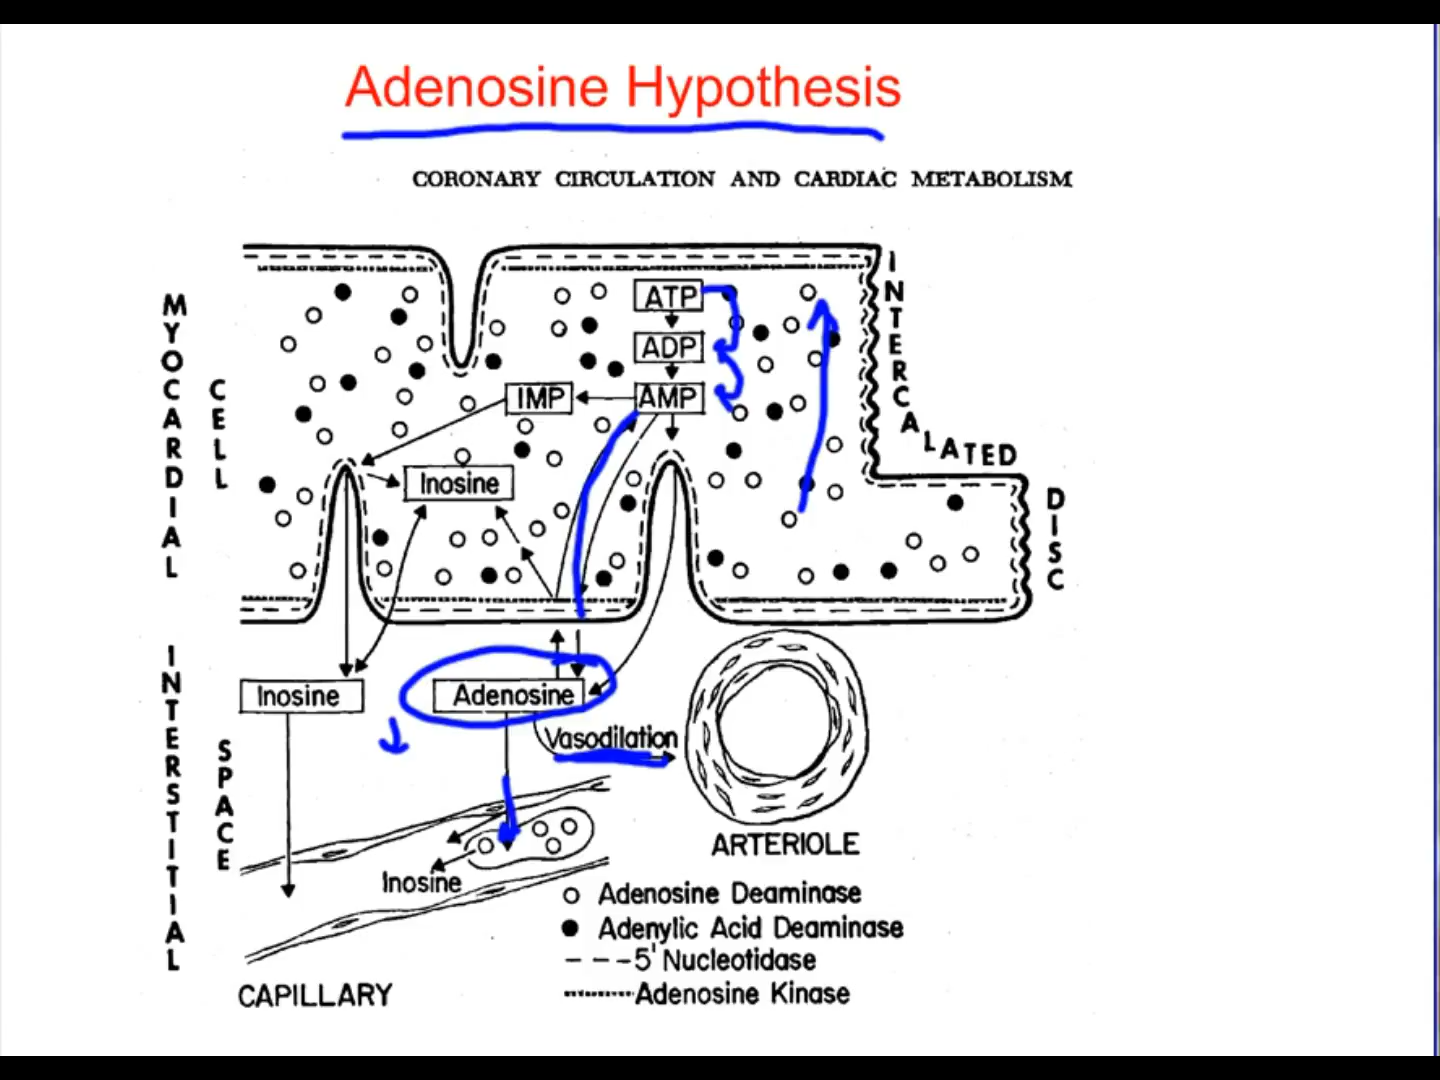 Adenosine Hypothesis
CORONARY CIRCULATION AND CARDIAC METABOLISM
MYOCARDIAL
CELL
ATP
ADP
IMP
AMP
Inosine
INTERCALATED
DISC
INTERSTITIAL
SPACE
Inosine
Adenosine
Vasodilation
ARTERIOLE
Inosine
Adenosine Deaminase
Adenylic Acid Deaminase
5' Nucleotidase
Adenosine Kinase
CAPILLARY